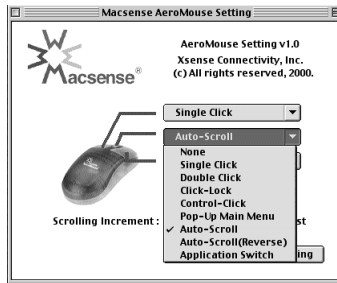 Macsense AeroMouse Setting
Macsense®
AeroMouse Setting v1.0
Xsense Connectivity, Inc.
(c) All rights reserved, 2000.
Single Click
Auto-Scroll
None
Single Click
Double Click
Click-Lock
Control-Click
Pop-Up Main Menu
✓ Auto-Scroll
Auto-Scroll(Reverse)
Application Switch
Scrolling Increment:
st
ing